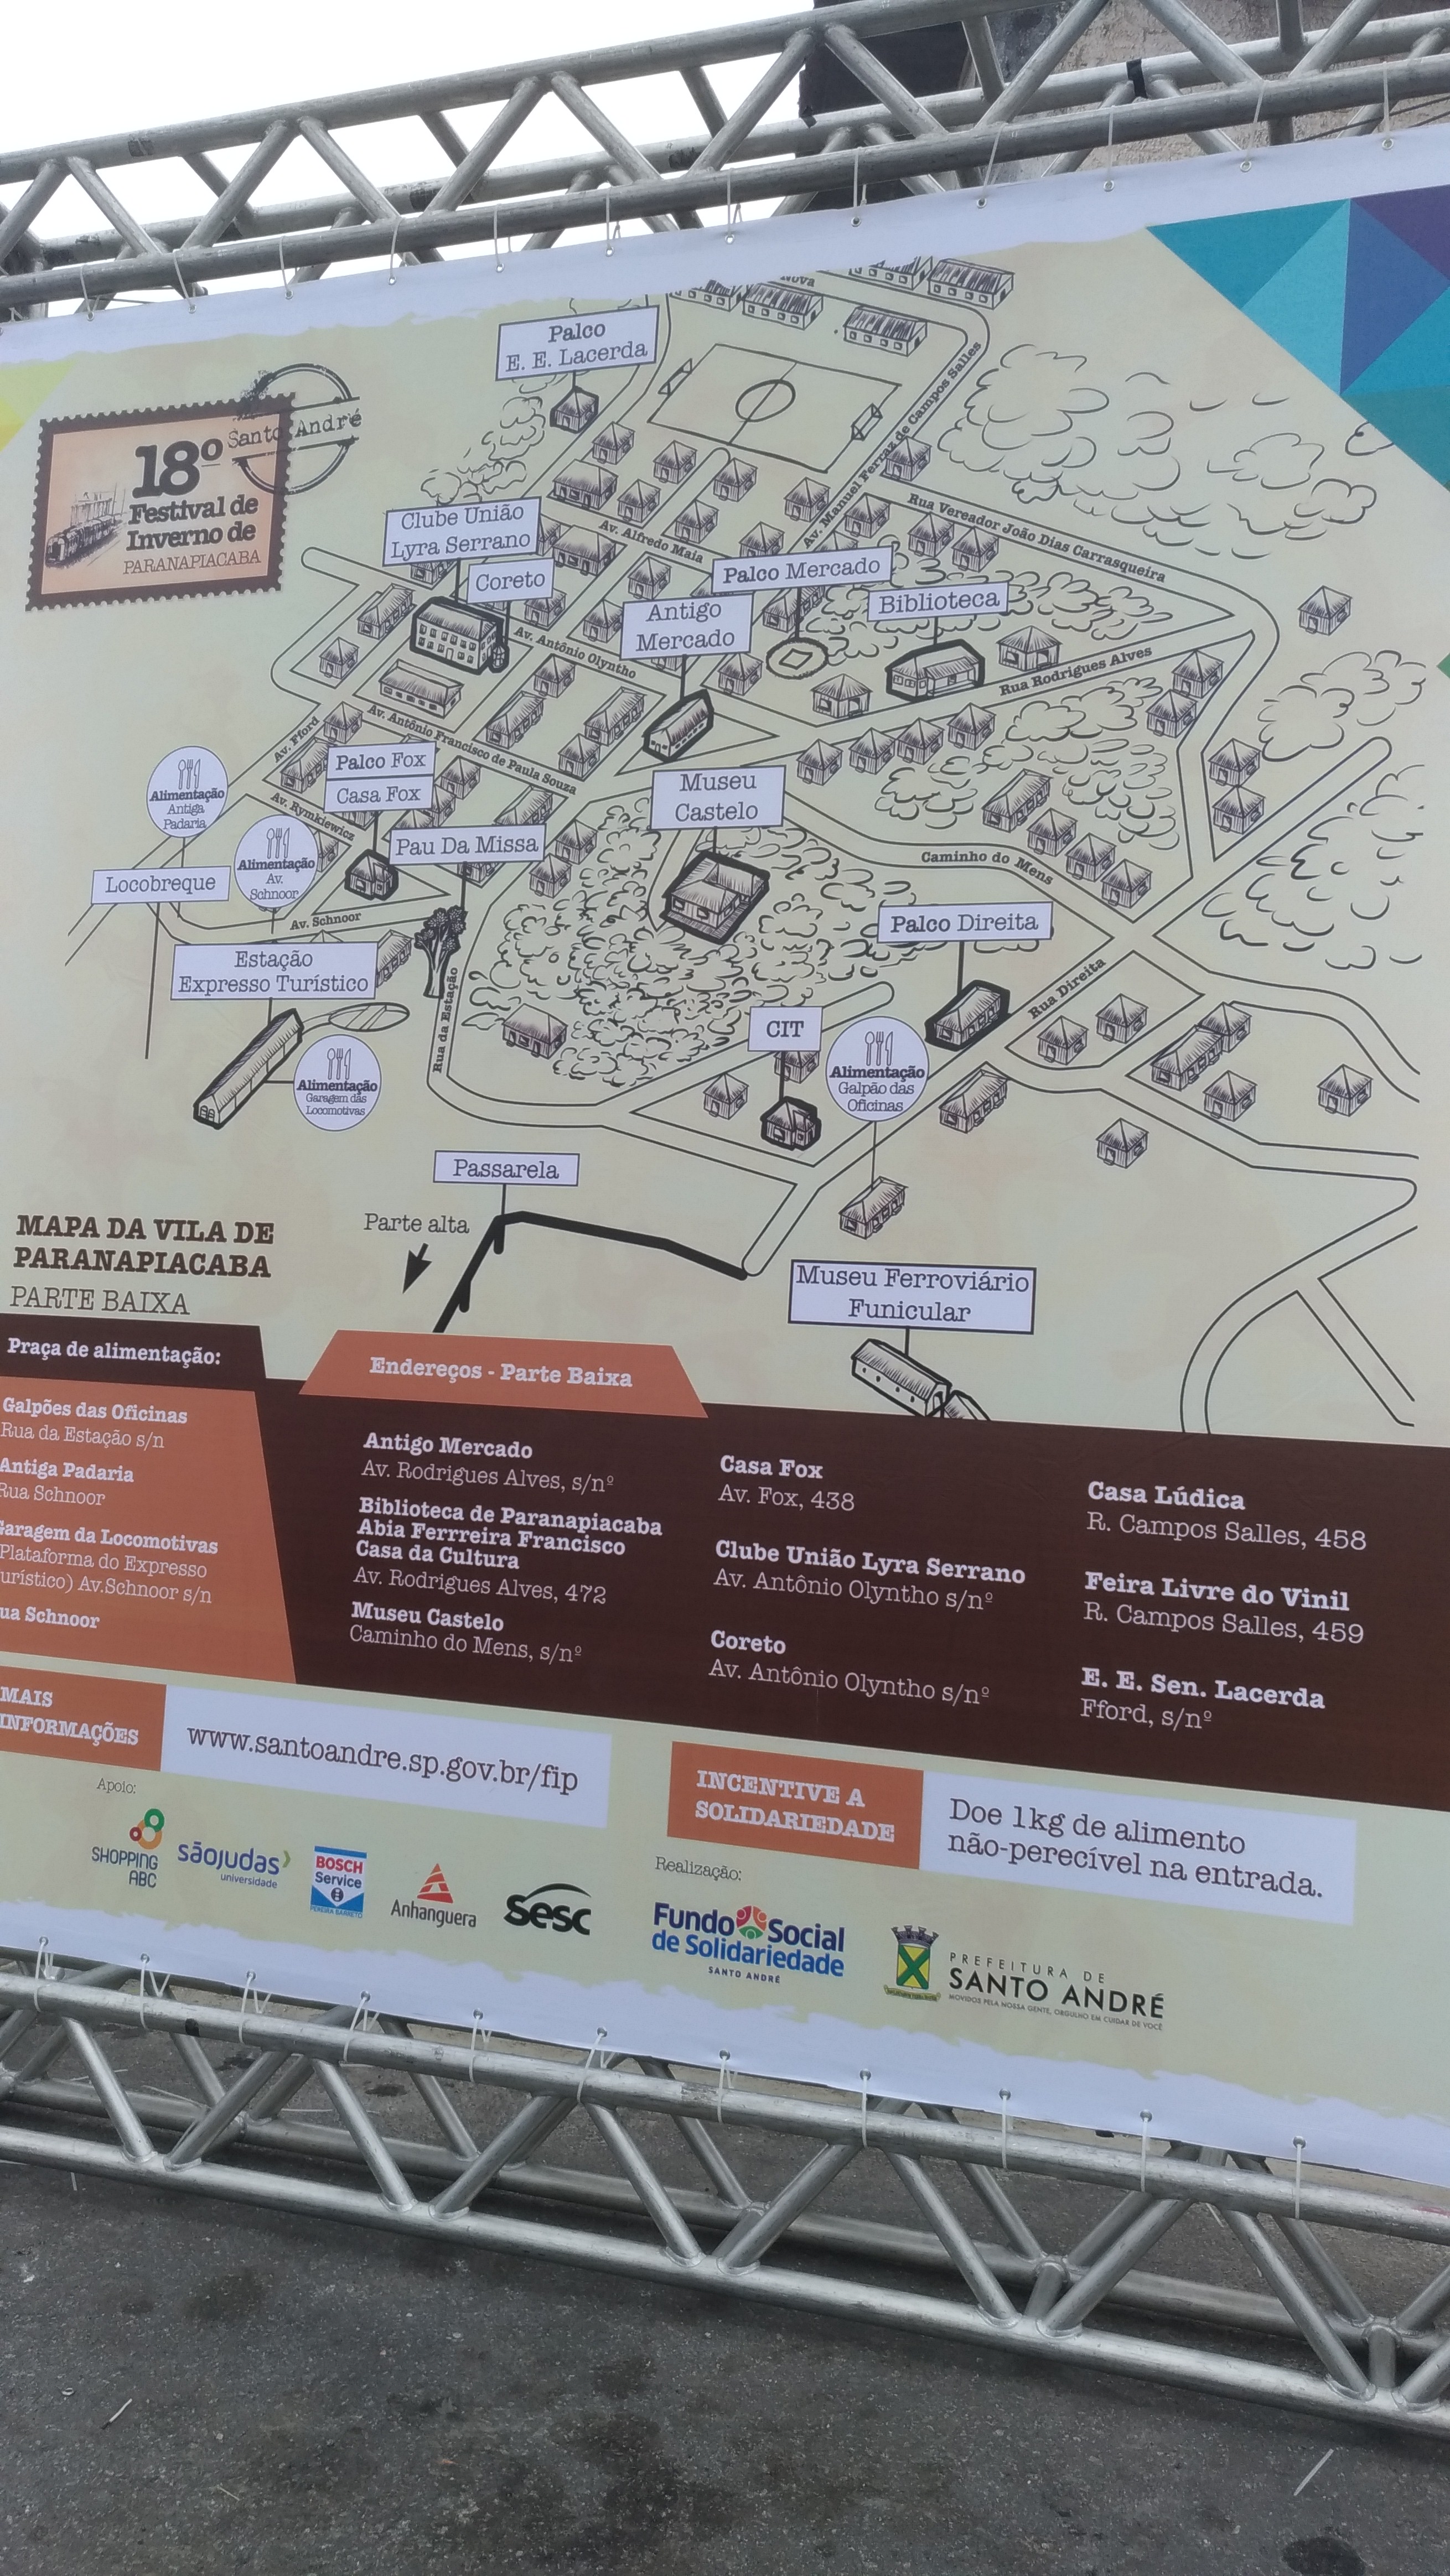 18º
Festival de
Inverno de
PARANAPIACABA
Santo André
Nova
Palco
E. E. Lacerda
Av. Manuel Ferraz de Campos Salles
Rua Vereador João Dias Carrasqueira
Clube União
Lyra Serrano
Av. Alfredo Maia
Coreto
Palco Mercado
Antigo
Mercado
Biblioteca
Av. Antônio Olyntho
Rua Rodrigues Alves
Av. Fford
Av. Antônio Francisco de Paula Souza
Palco Fox
Casa Fox
Museu
Castelo
Alimentação
Antiga
Padaria
Av. Rymkiewicz
Alimentação
Av.
Schnoor
Pau Da Missa
Caminho do Mens
Locobreque
Av. Schnoor
Palco Direita
Estação
Expresso Turístico
Rua da Estação
Rua Direita
CIT
Alimentação
Galpão das
Oficinas
Alimentação
Garagem das
Locomotivas
Passarela
Parte alta
Museu Ferroviário
Funicular
MAPA DA VILA DE
PARANAPIACABA
PARTE BAIXA
Praça de alimentação:
Galpões das Oficinas
Rua da Estação s/n
Antiga Padaria
Rua Schnoor
Garagem da Locomotivas
Plataforma do Expresso
urístico) Av.Schnoor s/n
ua Schnoor
Endereços - Parte Baixa
Antigo Mercado
Av. Rodrigues Alves, s/nº
Biblioteca de Paranapiacaba
Abia Ferrreira Francisco
Casa da Cultura
Av. Rodrigues Alves, 472
Museu Castelo
Caminho do Mens, s/nº
Casa Fox
Av. Fox, 438
Clube União Lyra Serrano
Av. Antônio Olyntho s/nº
Coreto
Av. Antônio Olyntho s/nº
Casa Lúdica
R. Campos Salles, 458
Feira Livre do Vinil
R. Campos Salles, 459
E. E. Sen. Lacerda
Fford, s/nº
MAIS
INFORMAÇÕES
www.santoandre.sp.gov.br/fip
INCENTIVE A
SOLIDARIEDADE
Doe 1kg de alimento
não-perecível na entrada.
Apoio:
SHOPPING
ABC
sãojudas
universidade
BOSCH
Service
PEREIRA BARRETO
Anhanguera
Sesc
Realização:
Fundo Social
de Solidariedade
SANTO ANDRÉ
PREFEITURA DE
SANTO ANDRÉ
MOVIDOS PELA NOSSA GENTE, ORGULHO EM CUIDAR DE VOCÊ